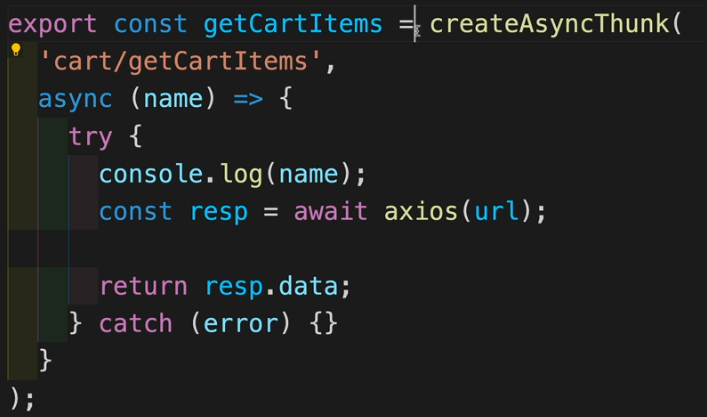 export const getCartItems = createAsyncThunk(
  'cart/getCartItems',
  async (name) => {
    try {
      console.log(name);
      const resp = await axios(url);

      return resp.data;
    } catch (error) {}
  }
);